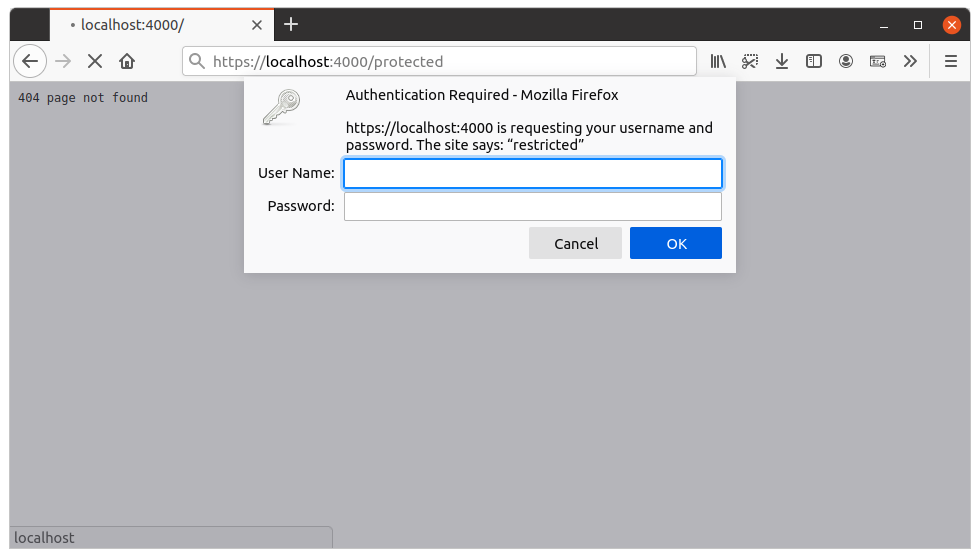 localhost:4000/
https://localhost:4000/protected
404 page not found
Authentication Required - Mozilla Firefox
https://localhost:4000 is requesting your username and
password. The site says: “restricted”
User Name:
Password:
Cancel
OK
localhost